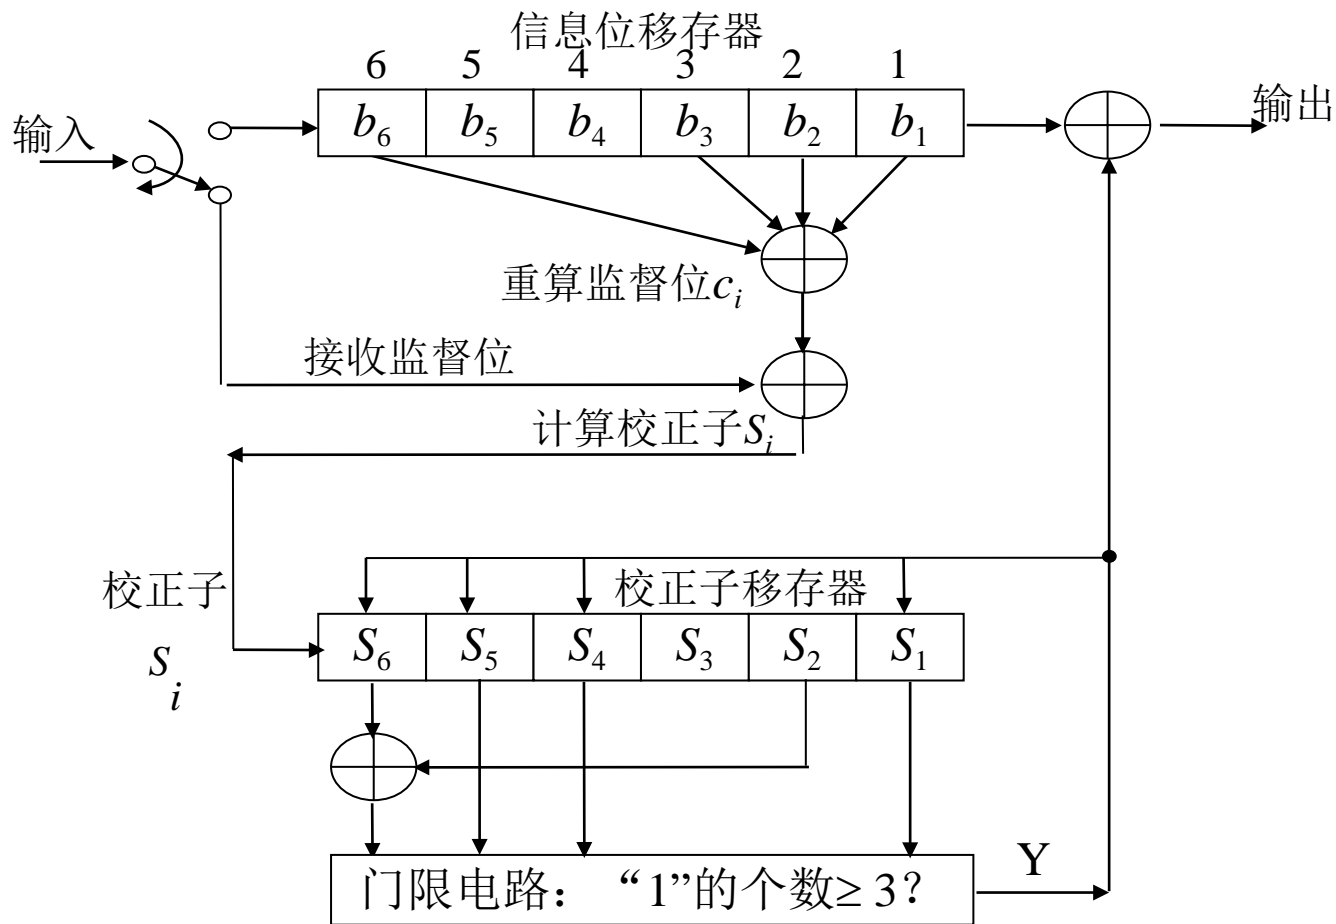 信息位移存器
6 5 4 3 2 1
输入
b6 b5 b4 b3 b2 b1
输出
重算监督位ci
接收监督位
计算校正子Si
校正子
Si
校正子移存器
S6 S5 S4 S3 S2 S1
门限电路：“1”的个数≥3？
Y